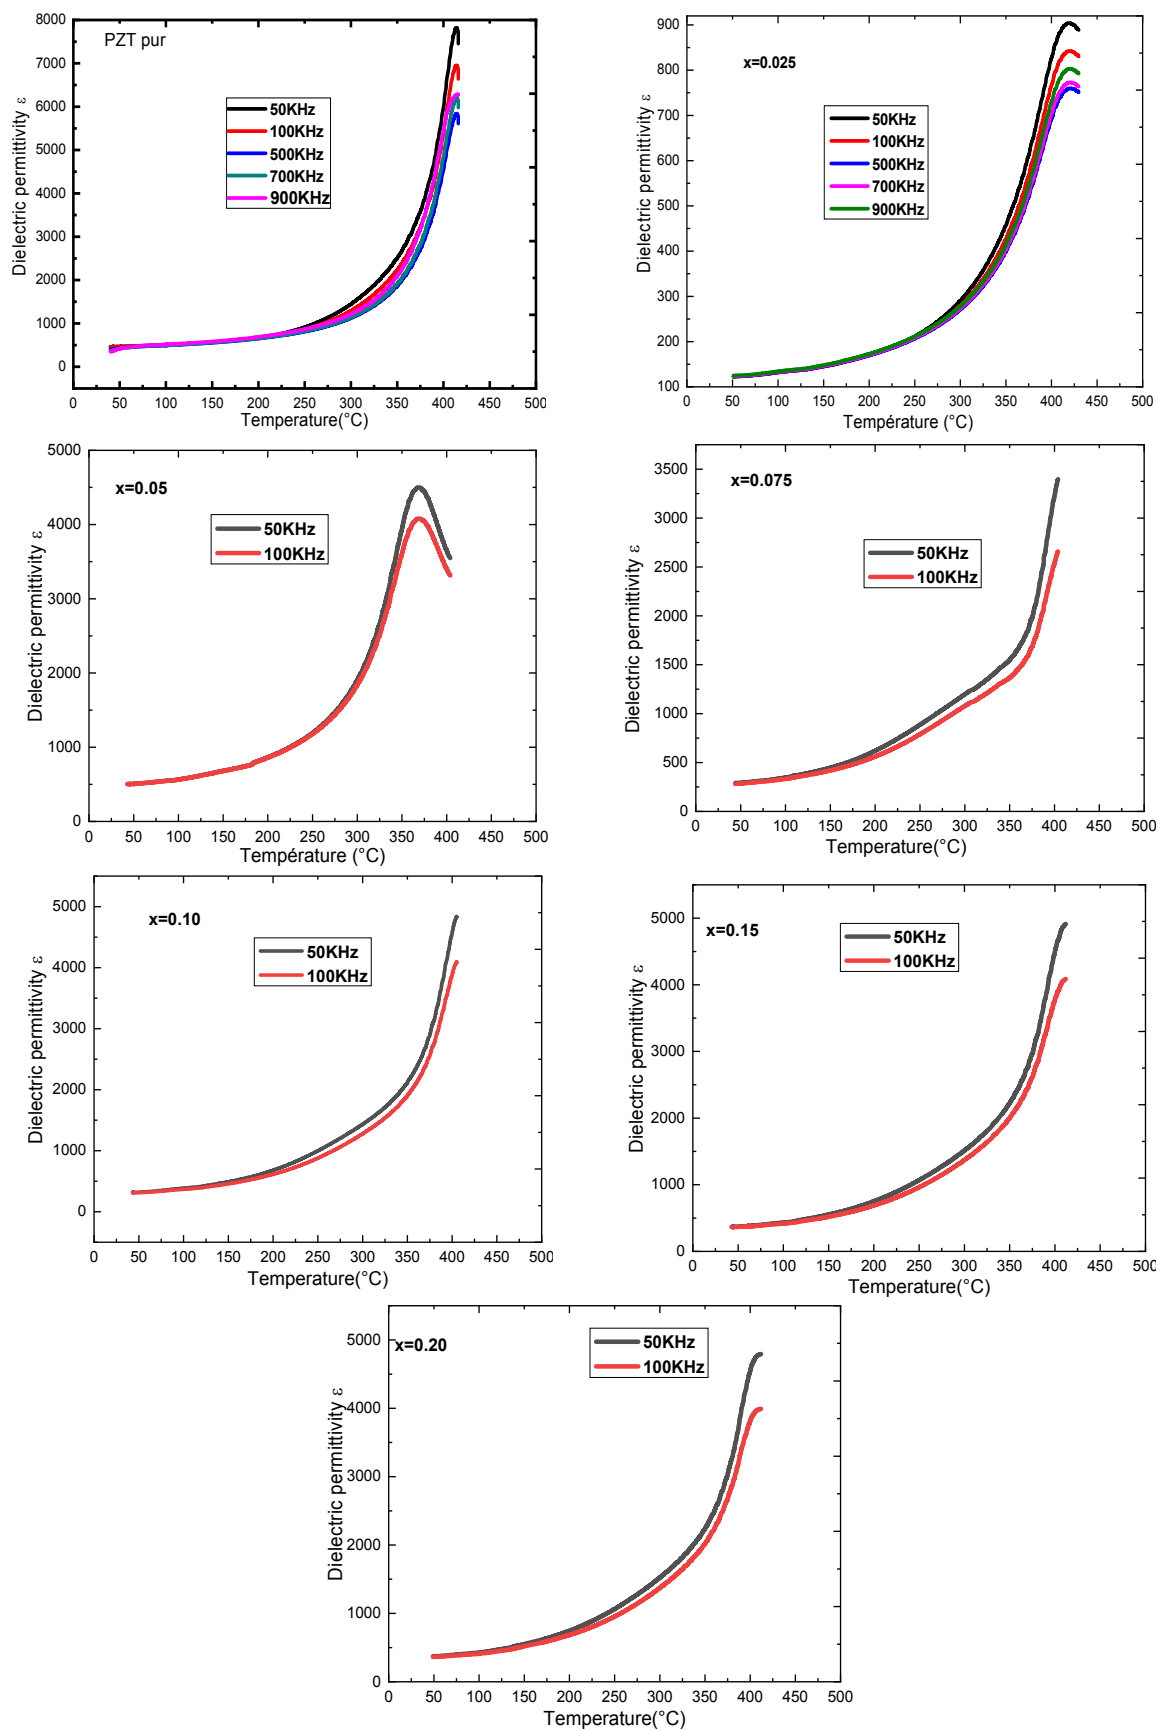 PZT pur
50KHz
100KHz
500KHz
700KHz
900KHz
8000
7000
6000
5000
4000
3000
2000
1000
0
Dielectric permittivity ε
0 50 100 150 200 250 300 350 400 450 500
Temperature(°C)
x=0.025
50KHz
100KHz
500KHz
700KHz
900KHz
900
800
700
600
500
400
300
200
100
Dielectric permittivity ε
0 50 100 150 200 250 300 350 400 450 500
Température (°C)
x=0.05
50KHz
100KHz
5000
4000
3000
2000
1000
0
Dielectric permittivity ε
0 50 100 150 200 250 300 350 400 450 500
Température (°C)
x=0.075
50KHz
100KHz
3500
3000
2500
2000
1500
1000
500
0
Dielectric permittivity ε
0 50 100 150 200 250 300 350 400 450 500
Temperature(°C)
x=0.10
50KHz
100KHz
5000
4000
3000
2000
1000
0
Dielectric permittivity ε
0 50 100 150 200 250 300 350 400 450 500
Temperature(°C)
x=0.15
50KHz
100KHz
5000
4000
3000
2000
1000
0
Dielectric permittivity ε
0 50 100 150 200 250 300 350 400 450 500
Temperature(°C)
x=0.20
50KHz
100KHz
5000
4000
3000
2000
1000
0
Dielectric permittivity ε
0 50 100 150 200 250 300 350 400 450 500
Temperature(°C)